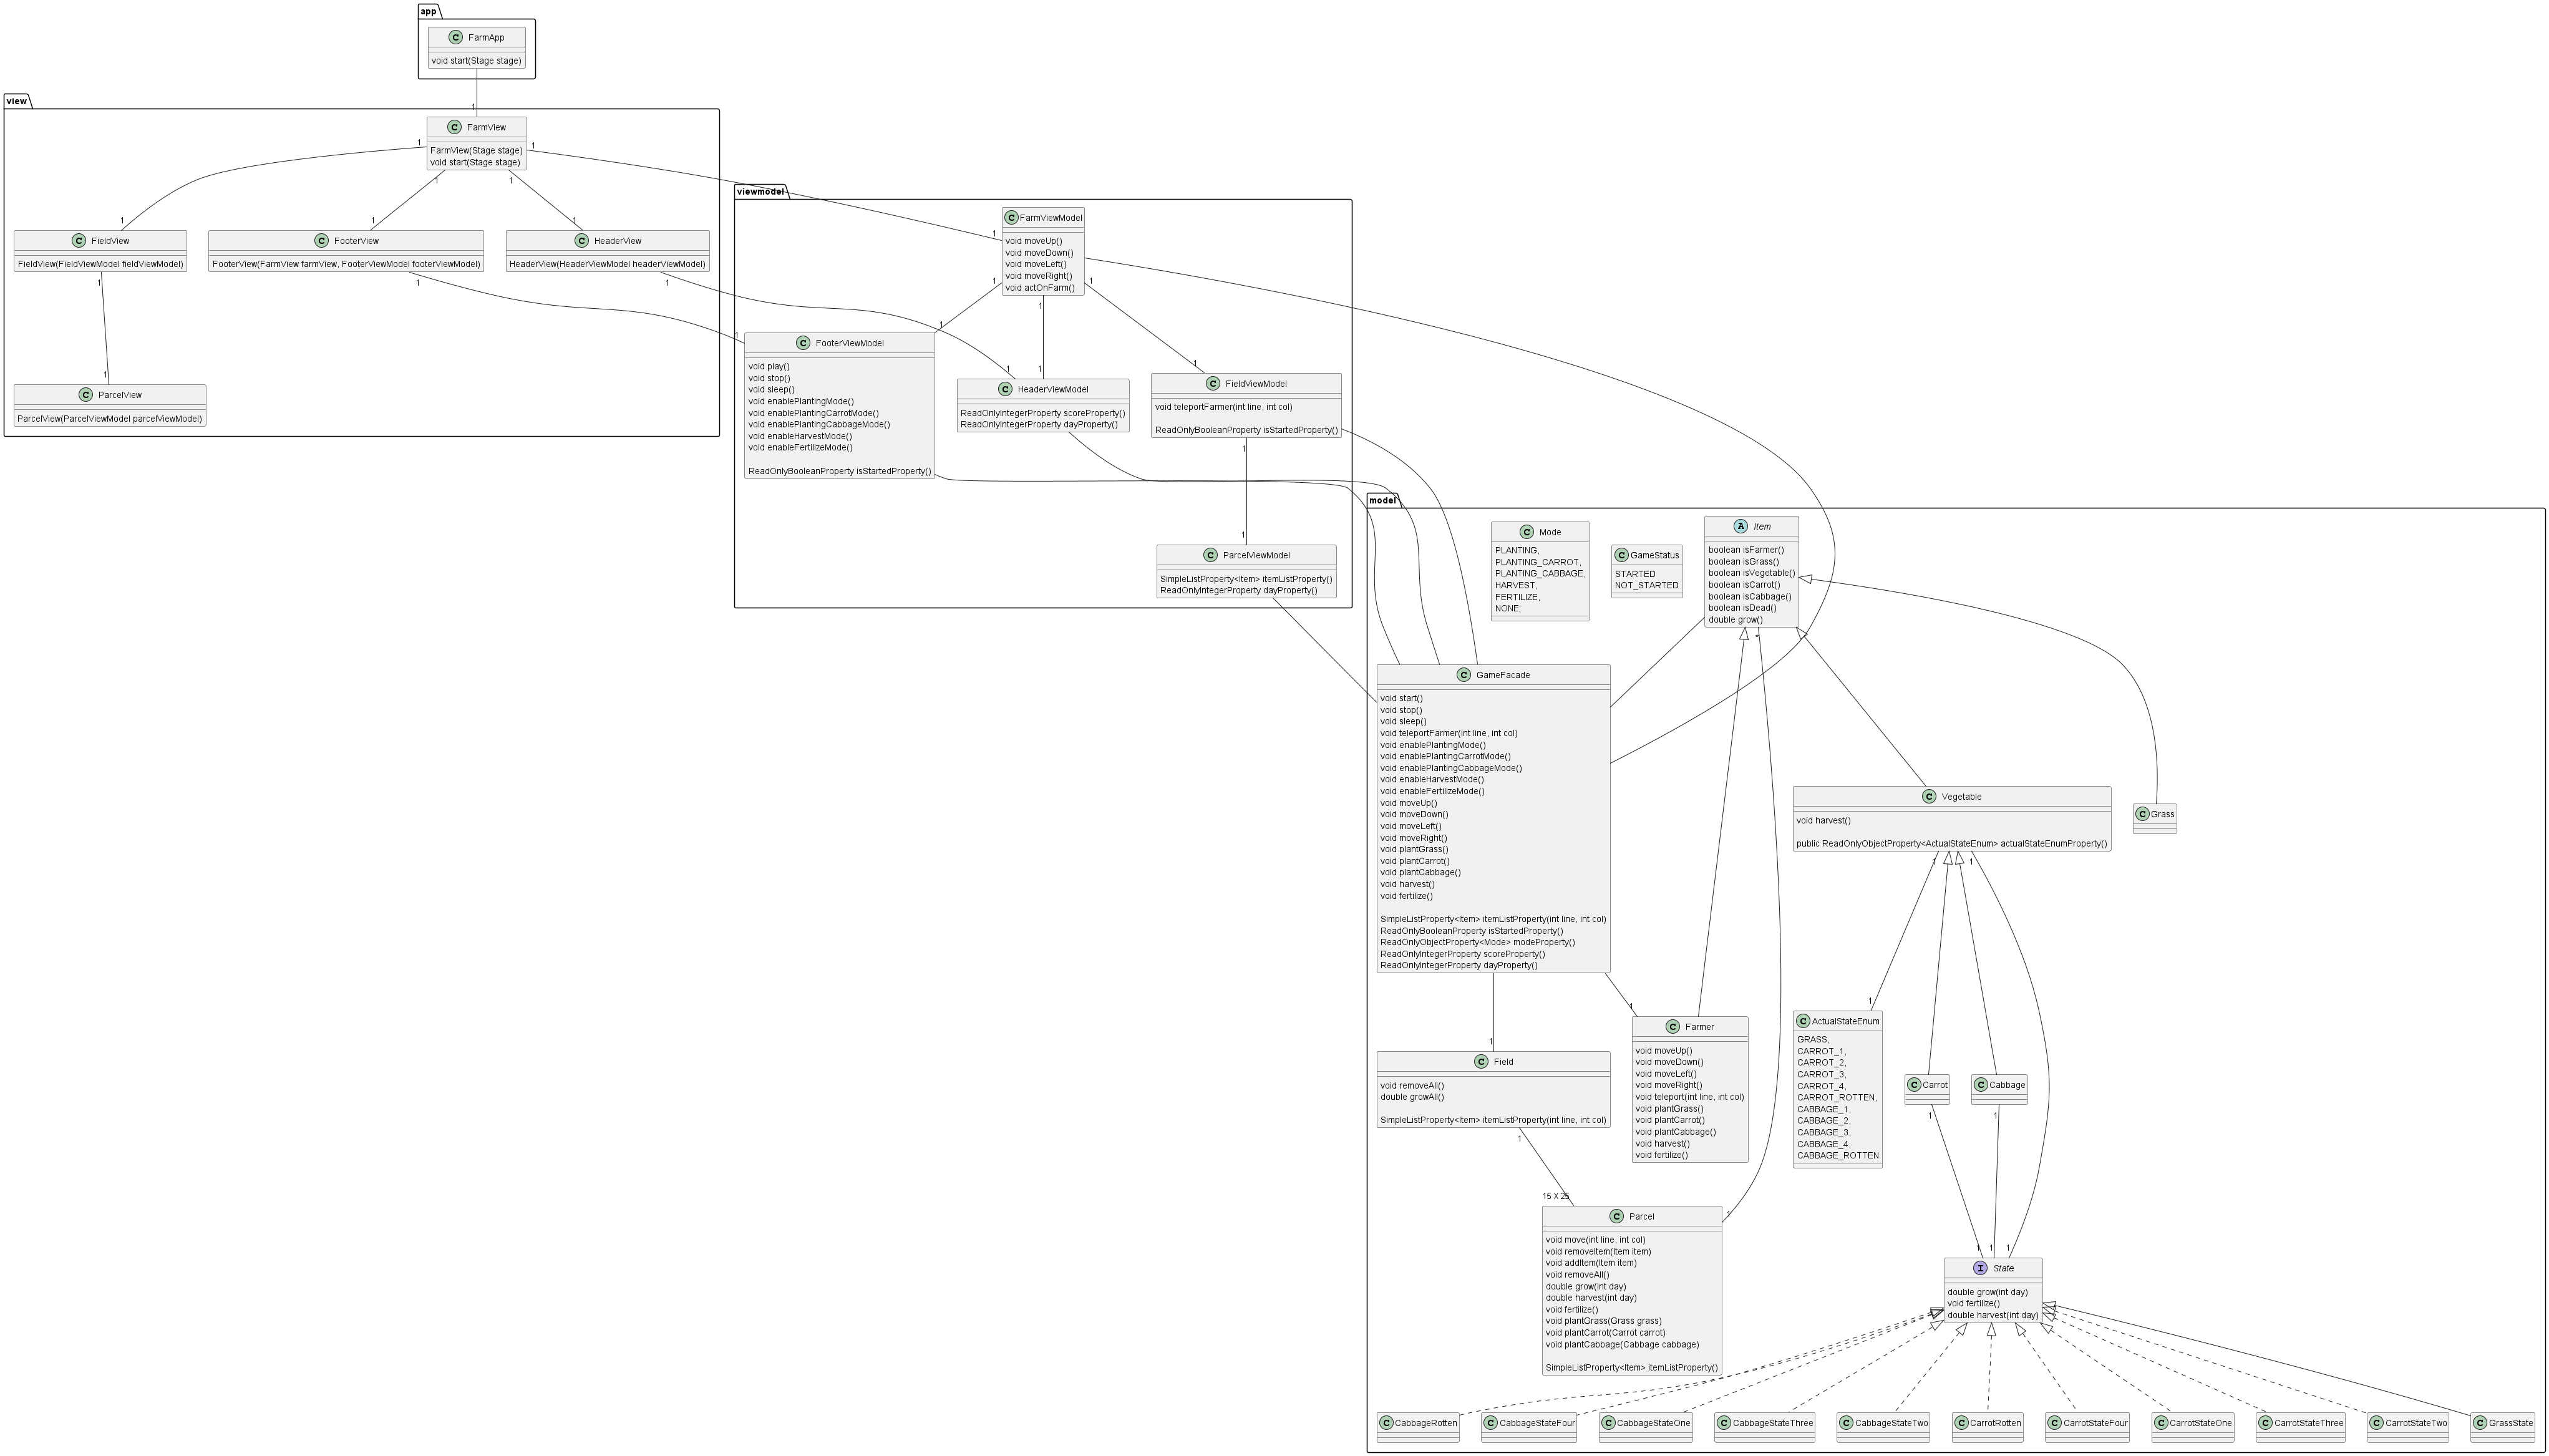 app
C FarmApp
void start(Stage stage)
1
view
C FarmView
FarmView(Stage stage)
void start(Stage stage)
1
1
1
1
1
1
1
C FieldView
FieldView(FieldViewModel fieldViewModel)
C FooterView
FooterView(FarmView farmView, FooterViewModel footerViewModel)
C HeaderView
HeaderView(HeaderViewModel headerViewModel)
1
1
1
1
C ParcelView
ParcelView(ParcelViewModel parcelViewModel)
viewmodel
C FarmViewModel
void moveUp()
void moveDown()
void moveLeft()
void moveRight()
void actOnFarm()
1
1
1
1
1
1
1
1
1
C FooterViewModel
void play()
void stop()
void sleep()
void enablePlantingMode()
void enablePlantingCarrotMode()
void enablePlantingCabbageMode()
void enableHarvestMode()
void enableFertilizeMode()
ReadOnlyBooleanProperty isStartedProperty()
C HeaderViewModel
ReadOnlyIntegerProperty scoreProperty()
ReadOnlyIntegerProperty dayProperty()
C FieldViewModel
void teleportFarmer(int line, int col)
ReadOnlyBooleanProperty isStartedProperty()
1
1
C ParcelViewModel
SimpleListProperty<Item> itemListProperty()
ReadOnlyIntegerProperty dayProperty()
model
C Mode
PLANTING,
PLANTING_CARROT,
PLANTING_CABBAGE,
HARVEST,
FERTILIZE,
NONE;
C GameStatus
STARTED
NOT_STARTED
A Item
boolean isFarmer()
boolean isGrass()
boolean isVegetable()
boolean isCarrot()
boolean isCabbage()
boolean isDead()
double grow()
*
C GameFacade
void start()
void stop()
void sleep()
void teleportFarmer(int line, int col)
void enablePlantingMode()
void enablePlantingCarrotMode()
void enablePlantingCabbageMode()
void enableHarvestMode()
void enableFertilizeMode()
void moveUp()
void moveDown()
void moveLeft()
void moveRight()
void plantGrass()
void plantCarrot()
void plantCabbage()
void harvest()
void fertilize()
SimpleListProperty<Item> itemListProperty(int line, int col)
ReadOnlyBooleanProperty isStartedProperty()
ReadOnlyObjectProperty<Mode> modeProperty()
ReadOnlyIntegerProperty scoreProperty()
ReadOnlyIntegerProperty dayProperty()
C Vegetable
void harvest()
public ReadOnlyObjectProperty<ActualStateEnum> actualStateEnumProperty()
C Grass
1
1
1
1
1
C Field
void removeAll()
double growAll()
SimpleListProperty<Item> itemListProperty(int line, int col)
C Farmer
void moveUp()
void moveDown()
void moveLeft()
void moveRight()
void teleport(int line, int col)
void plantGrass()
void plantCarrot()
void plantCabbage()
void harvest()
void fertilize()
C ActualStateEnum
GRASS,
CARROT_1,
CARROT_2,
CARROT_3,
CARROT_4,
CARROT_ROTTEN,
CABBAGE_1,
CABBAGE_2,
CABBAGE_3,
CABBAGE_4,
CABBAGE_ROTTEN
C Carrot
C Cabbage
1
1
1
15 X 25
1
C Parcel
void move(int line, int col)
void removeItem(Item item)
void addItem(Item item)
void removeAll()
double grow(int day)
double harvest(int day)
void fertilize()
void plantGrass(Grass grass)
void plantCarrot(Carrot carrot)
void plantCabbage(Cabbage cabbage)
SimpleListProperty<Item> itemListProperty()
1
1
1
I State
double grow(int day)
void fertilize()
double harvest(int day)
C CabbageRotten
C CabbageStateFour
C CabbageStateOne
C CabbageStateThree
C CabbageStateTwo
C CarrotRotten
C CarrotStateFour
C CarrotStateOne
C CarrotStateThree
C CarrotStateTwo
C GrassState